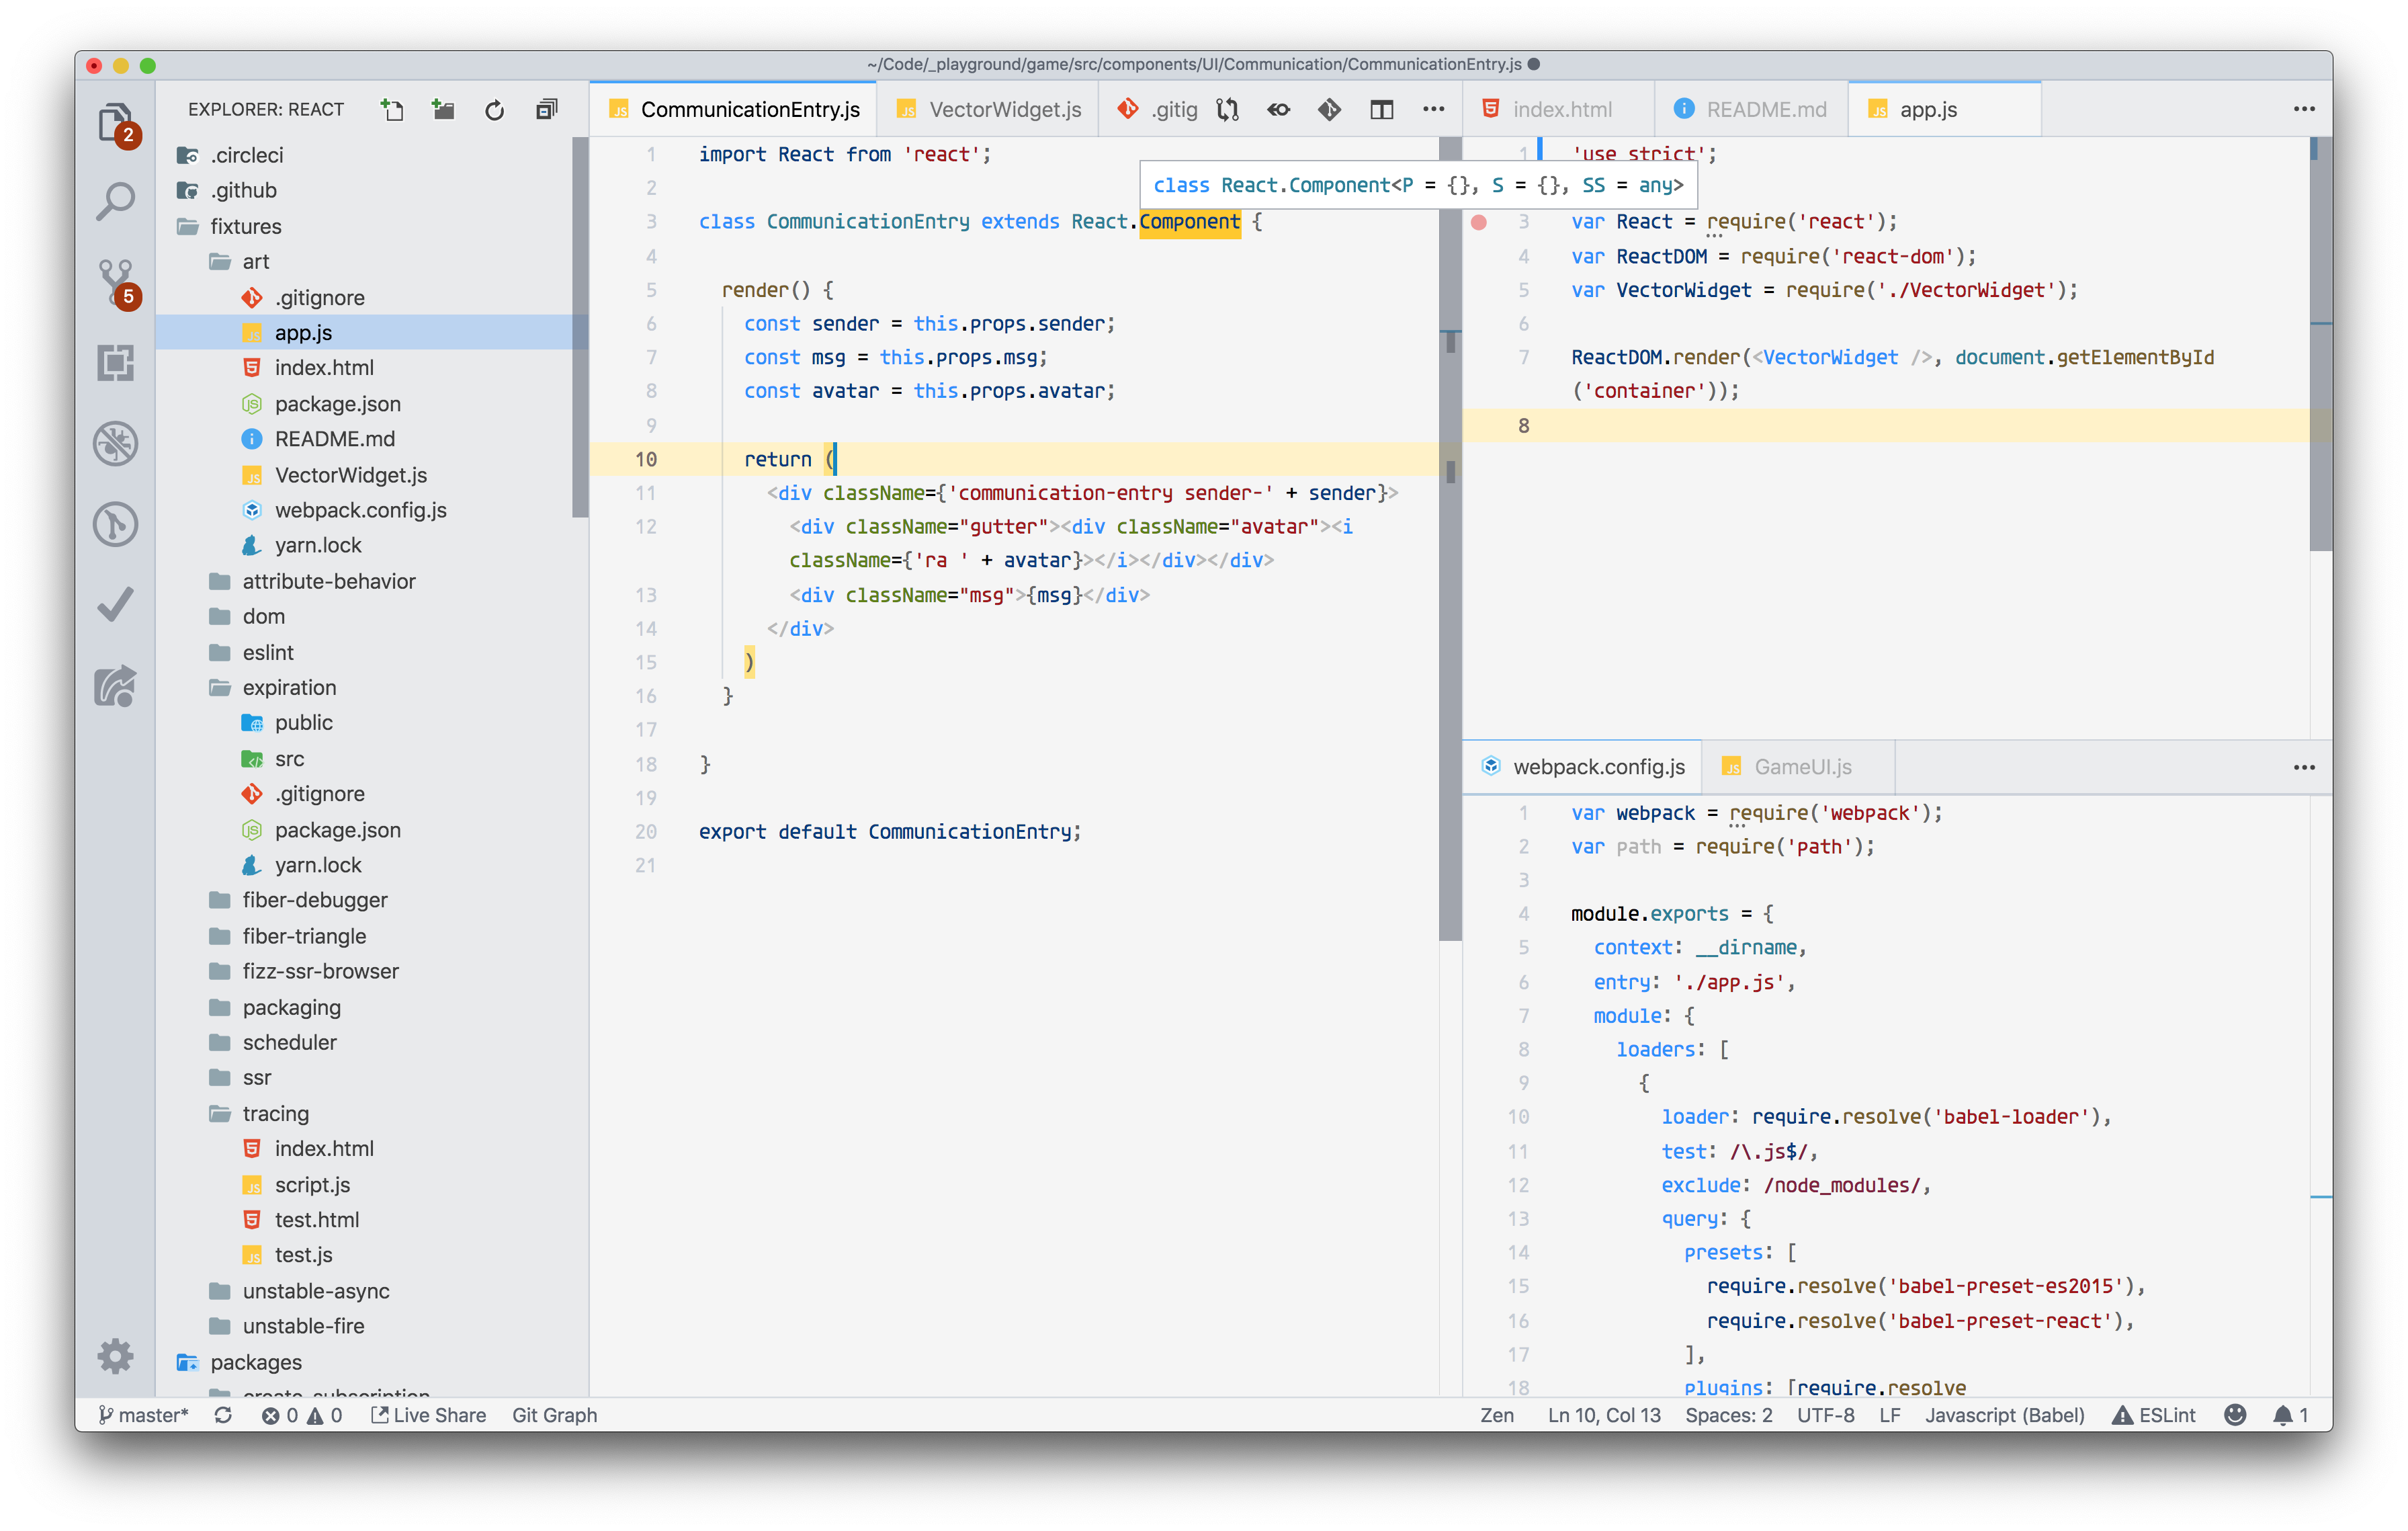 ~/Code/_playground/game/src/components/UI/Communication/CommunicationEntry.js
2
5
EXPLORER: REACT
.circleci
.github
fixtures
art
.gitignore
app.js
index.html
package.json
README.md
VectorWidget.js
webpack.config.js
yarn.lock
attribute-behavior
dom
eslint
expiration
public
src
.gitignore
package.json
yarn.lock
fiber-debugger
fiber-triangle
fizz-ssr-browser
packaging
scheduler
ssr
tracing
index.html
script.js
test.html
test.js
unstable-async
unstable-fire
packages
create-subscription
CommunicationEntry.js VectorWidget.js .gitig
1 import React from 'react';
2
class React.Component<P = {}, S = {}, SS = any>
3 class CommunicationEntry extends React.Component {
4
5 render() {
6 const sender = this.props.sender;
7 const msg = this.props.msg;
8 const avatar = this.props.avatar;
9
10 return (
11 <div className={'communication-entry sender-' + sender}>
12 <div className="gutter"><div className="avatar"><i
className={'ra ' + avatar}></i></div></div>
13 <div className="msg">{msg}</div>
14 </div>
15 )
16 }
17
18 }
19
20 export default CommunicationEntry;
21
index.html README.md app.js
1 'use strict';
3 var React = require('react');
4 var ReactDOM = require('react-dom');
5 var VectorWidget = require('./VectorWidget');
6
7 ReactDOM.render(<VectorWidget />, document.getElementById
('container'));
8
webpack.config.js GameUI.js
1 var webpack = require('webpack');
2 var path = require('path');
3
4 module.exports = {
5 context: __dirname,
6 entry: './app.js',
7 module: {
8 loaders: [
9 {
10 loader: require.resolve('babel-loader'),
11 test: /\.js$/,
12 exclude: /node_modules/,
13 query: {
14 presets: [
15 require.resolve('babel-preset-es2015'),
16 require.resolve('babel-preset-react'),
17 ],
18 plugins: [require.resolve
master* 0 0 Live Share Git Graph Zen Ln 10, Col 13 Spaces: 2 UTF-8 LF Javascript (Babel) ESLint 1